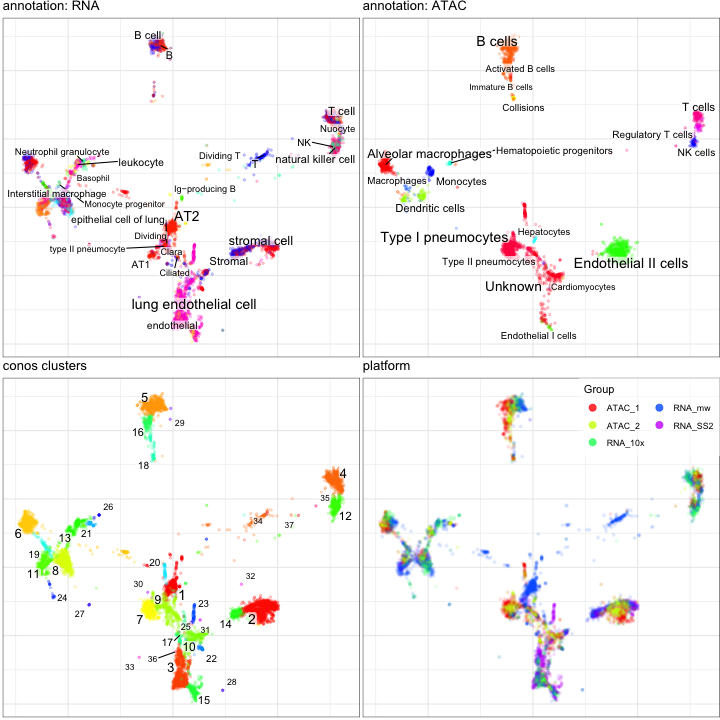 annotation: RNA
B cell
B
T cell
Nuocyte
NK
natural killer cell
Dividing T
T
Neutrophil granulocyte
leukocyte
Basophil
Interstitial macrophage
Monocyte progenitor
Ig−producing B
epithelial cell of lung
AT2
Dividing
type II pneumocyte
Clara
AT1
Ciliated
stromal cell
Stromal
lung endothelial cell
endothelial
annotation: ATAC
B cells
Activated B cells
Immature B cells
Collisions
T cells
Regulatory T cells
NK cells
Alveolar macrophages
Hematopoietic progenitors
Macrophages
Monocytes
Dendritic cells
Hepatocytes
Type I pneumocytes
Type II pneumocytes
Endothelial II cells
Unknown
Cardiomyocytes
Endothelial I cells
conos clusters
5
29
16
18
4
35
12
34
37
26
6
13
21
19
11
8
24
27
20
30
1
9
7
32
23
14
2
25
31
17
10
36
22
33
3
28
15
platform
Group
ATAC_1
RNA_mw
ATAC_2
RNA_SS2
RNA_10x